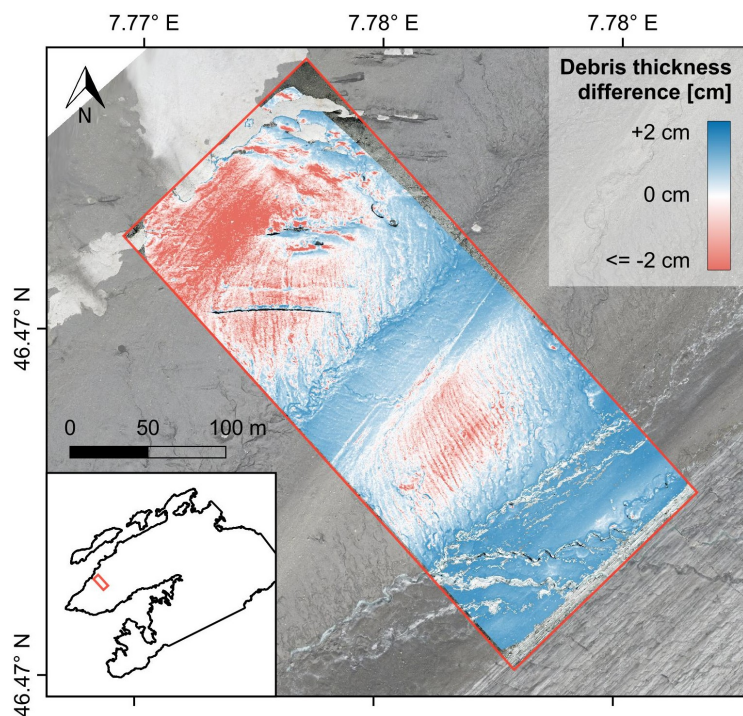 7.77° E 7.78° E 7.78° E
Debris thickness
difference [cm]
+2 cm
0 cm
<= -2 cm
N
46.47° N
0 50 100 m
46.47° N